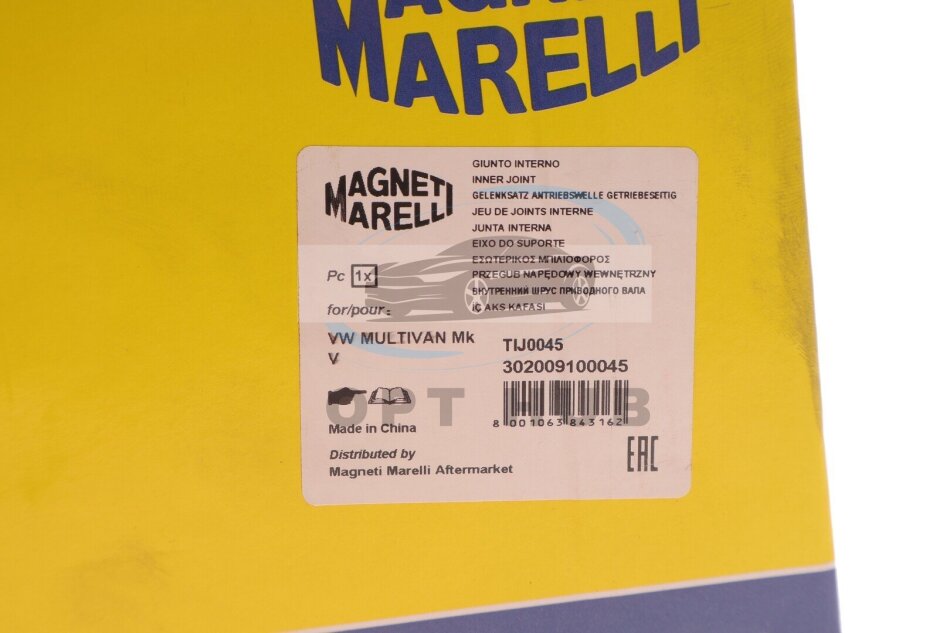 MAGNETI
MARELLI
MAGNETI
MARELLI
GIUNTO INTERNO
INNER JOINT
GELENKSATZ ANTRIEBSWELLE GETRIEBESEITIG
JEU DE JOINTS INTERNE
JUNTA INTERNA
EIXO DO SUPORTE
ΕΣΩΤΕΡΙΚΟΣ ΜΠΙΛΙΟΦΟΡΟΣ
PRZEGUB NAPĘDOWY WEWNĘTRZNY
ВНУТРЕННИЙ ШРУС ПРИВОДНОГО ВАЛА
İÇ AKS KAFASI
Pc 1x
for/pour:
VW MULTIVAN Mk
V
TIJ0045
302009100045
8 001063 843162
OPT HUB
Made in China
Distributed by
Magneti Marelli Aftermarket
EAC